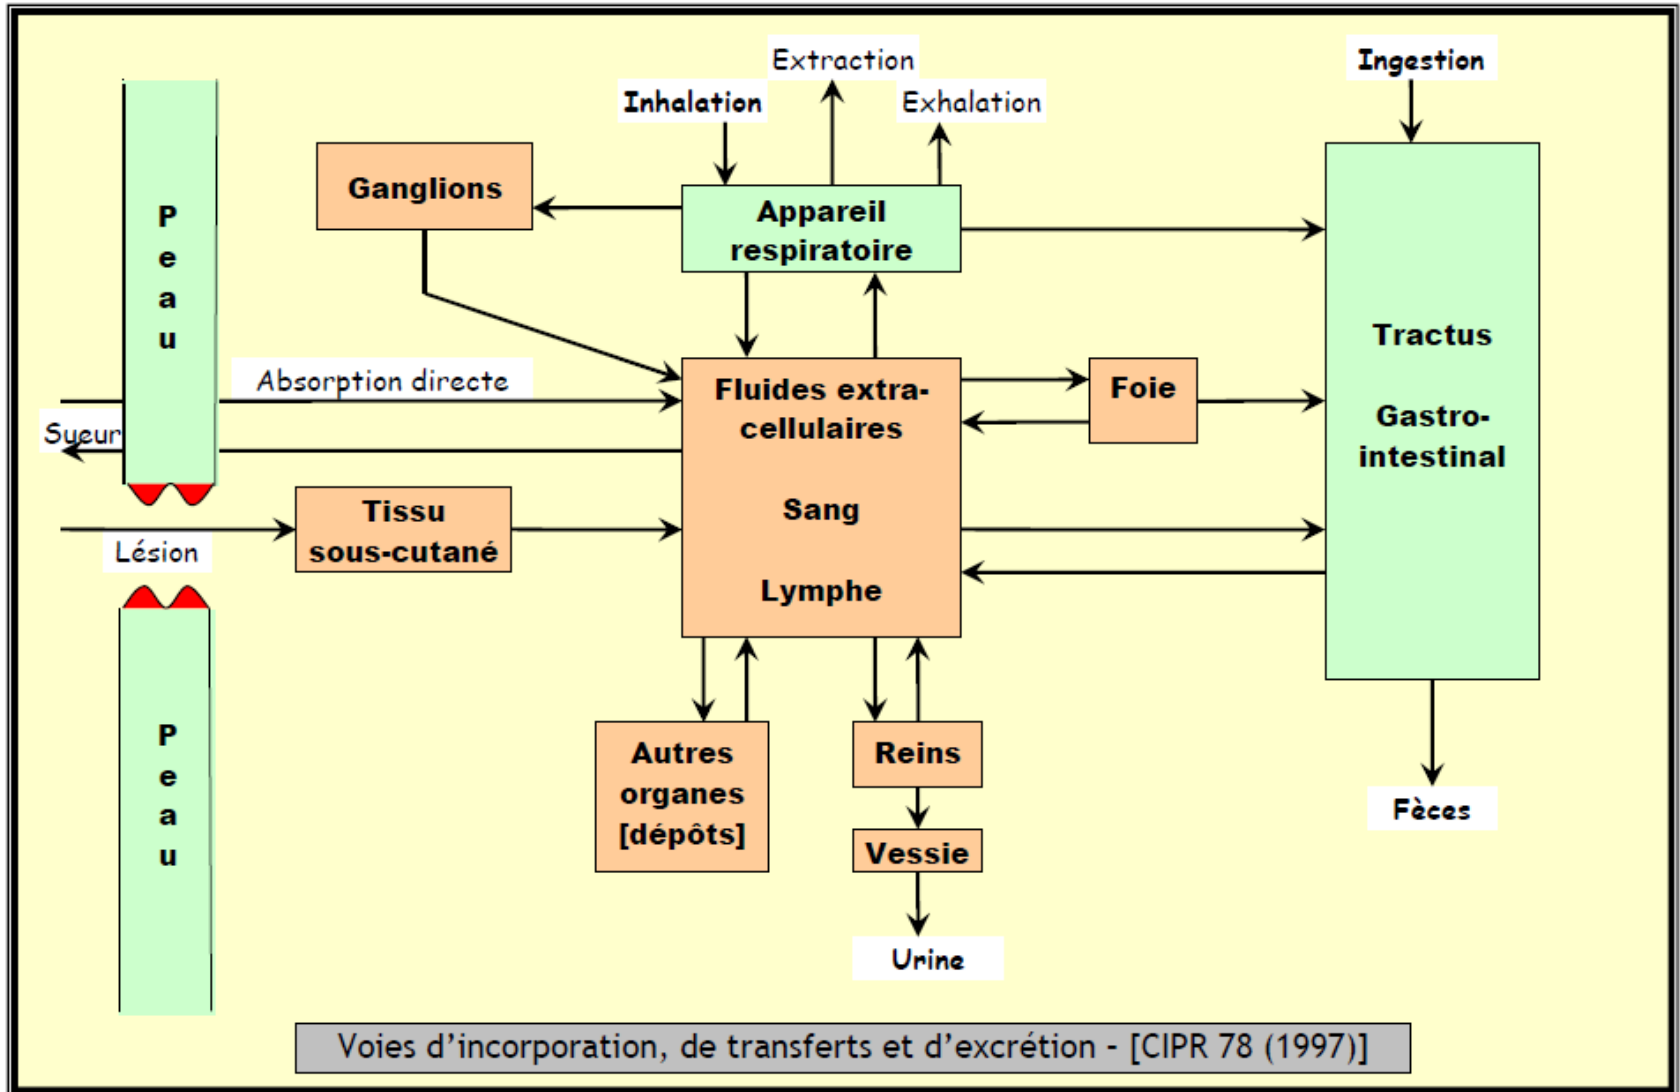 Extraction
Ingestion
Inhalation
Exhalation
Ganglions
Appareil
respiratoire
P
e
a
u
Tractus
Gastro-
intestinal
Absorption directe
Fluides extra-
cellulaires
Sang
Lymphe
Foie
Sueur
Tissu
sous-cutané
Lésion
P
e
a
u
Autres
organes
[dépôts]
Reins
Vessie
Fèces
Urine
Voies d'incorporation, de transferts et d'excrétion - [CIPR 78 (1997)]